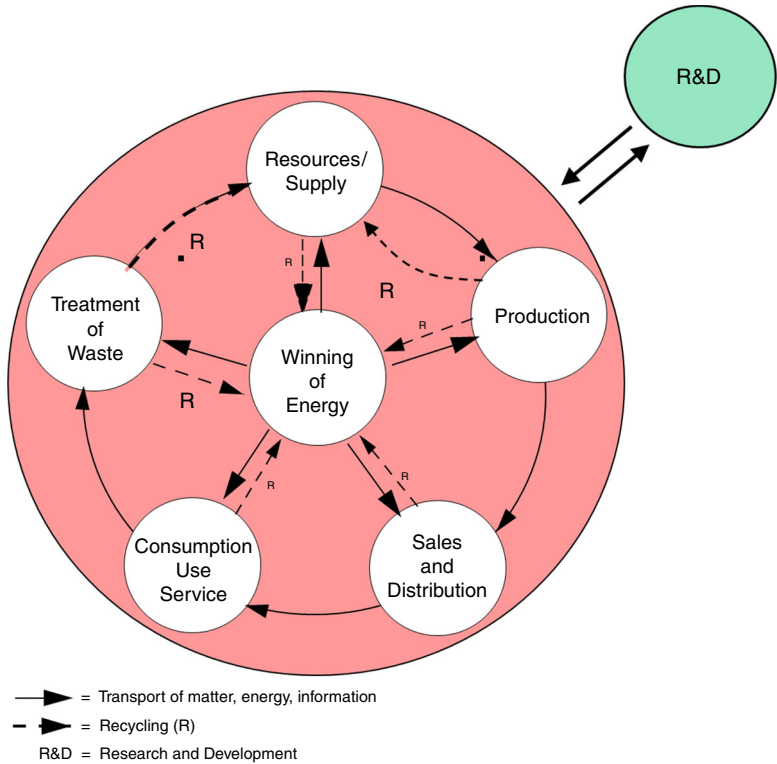 R&D
Resources/
Supply
R
R
R
Treatment
of
Waste
Production
R
Winning
of
Energy
R
R
R
Consumption
Use
Service
Sales
and
Distribution
= Transport of matter, energy, information
= Recycling (R)
R&D = Research and Development